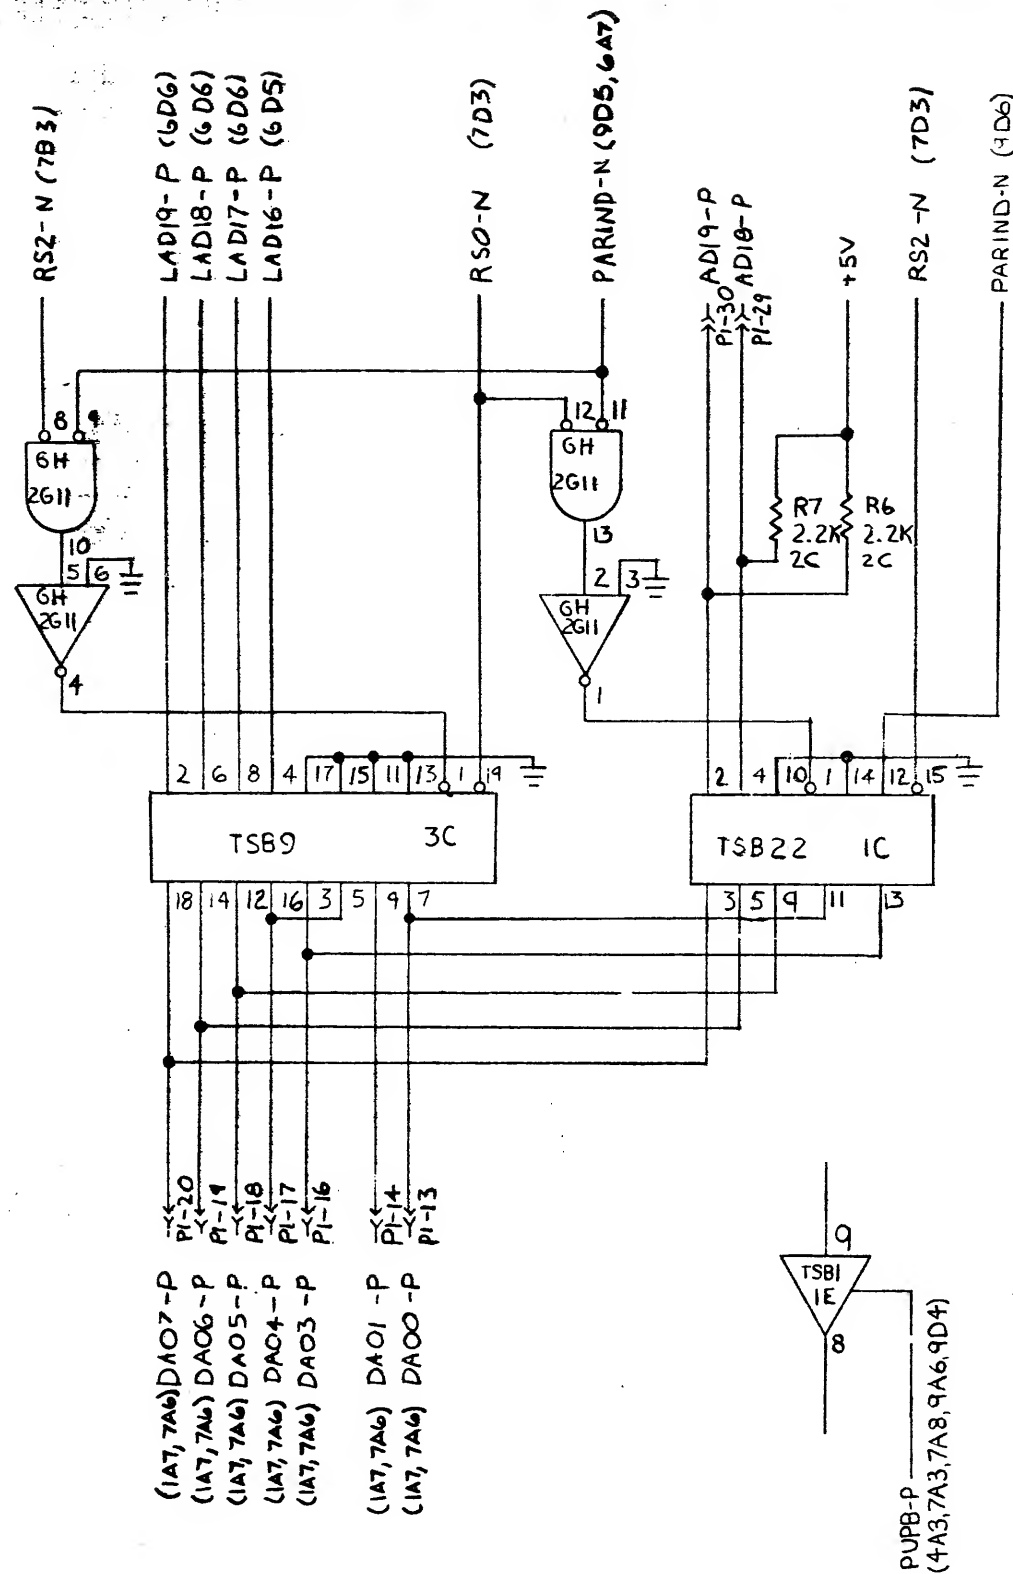 RS2-N (7B3)
LAD19-P (6D6)
LAD18-P (6D6)
LAD17-P (6D6)
LAD16-P (6D5)
RS0-N (7D3)
PARIND-N (9D5, 6A7)
AD19-P
P1-30
AD18-P
P1-29
+5V
RS2-N (7D3)
PARIND-N (9D6)
8 9
6H
2G11
10
5 6
6H
2G11
4
12 11
6H
2G11
13
2 3
6H
2G11
1
R7
2.2K
2C
R6
2.2K
2C
2 6 8 4 17 15 11 13 1 19
TSB9 3C
18 14 12 16 3 5 9 7
2 4 10 1 14 12 15
TSB22 1C
3 5 9 11 13
P1-20
P1-19
P1-18
P1-17
P1-16
P1-14
P1-13
(1A7, 7A6) DA07-P
(1A7, 7A6) DA06-P
(1A7, 7A6) DA05-P
(1A7, 7A6) DA04-P
(1A7, 7A6) DA03-P
(1A7, 7A6) DA01-P
(1A7, 7A6) DA00-P
9
TSB1
1E
8
PUPB-P
(4A3,7A3,7A8,9A6,9D4)